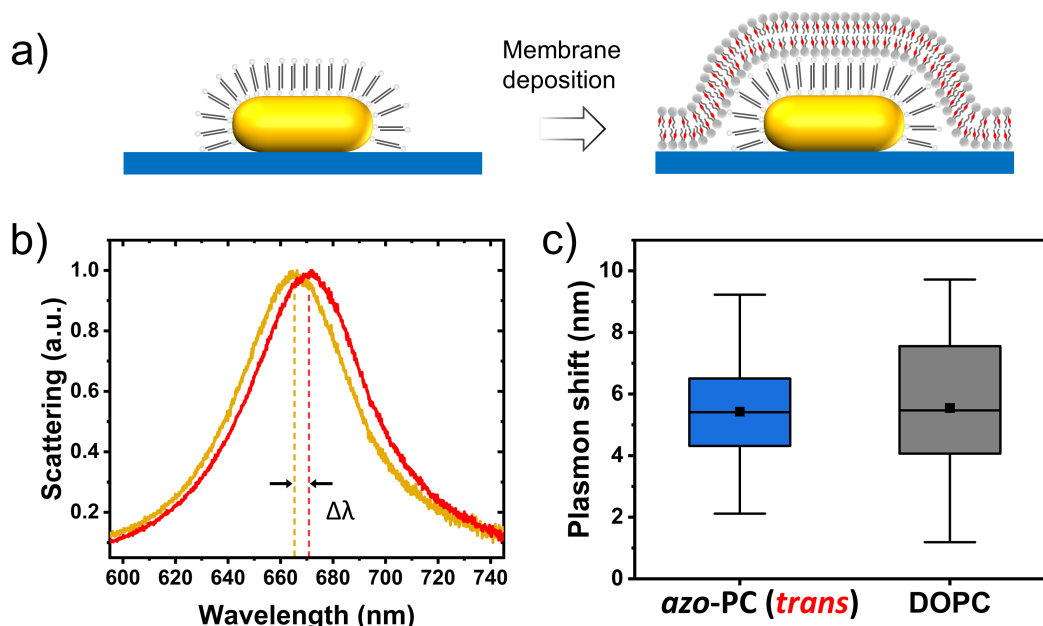 a)
Membrane
deposition
b)
Scattering (a.u.)
1.0
0.8
0.6
0.4
0.2
Δλ
600 620 640 660 680 700 720 740
Wavelength (nm)
c)
Plasmon shift (nm)
10
8
6
4
2
0
azo-PC (trans) DOPC